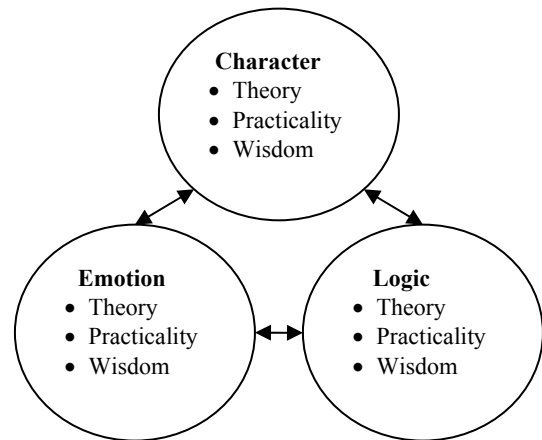 Character
• Theory
• Practicality
• Wisdom
Emotion
• Theory
• Practicality
• Wisdom
Logic
• Theory
• Practicality
• Wisdom